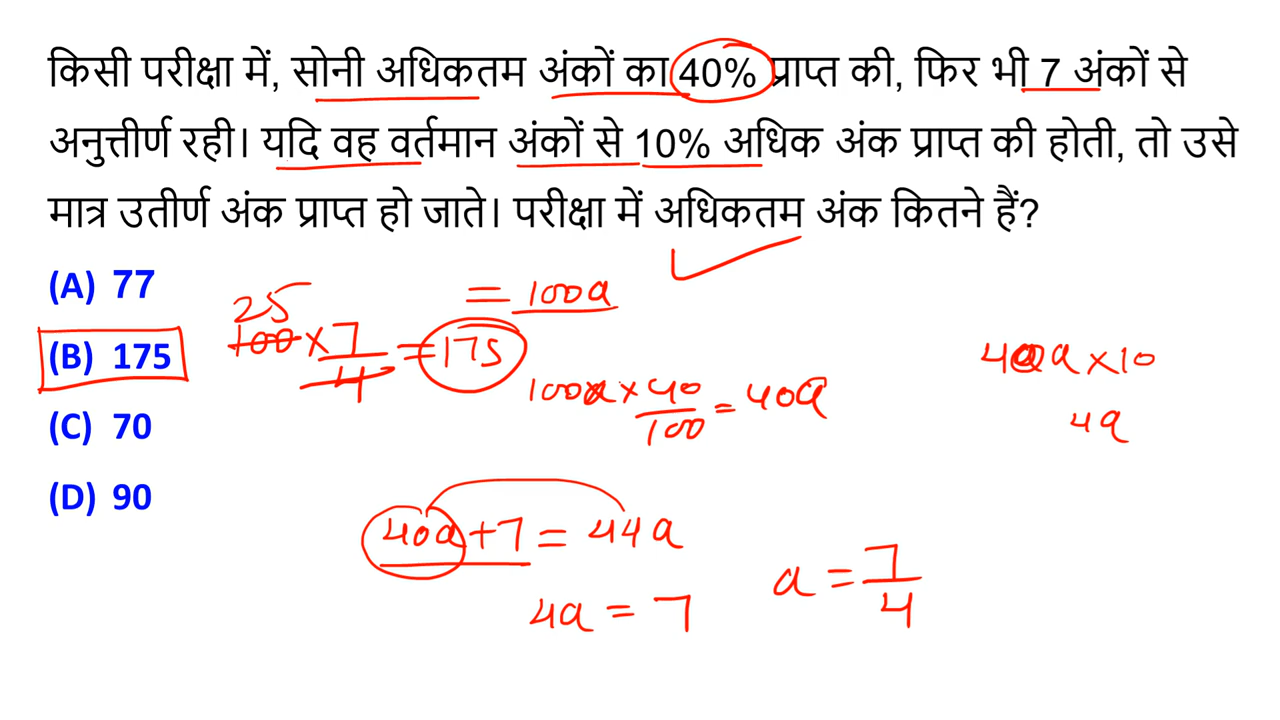 किसी परीक्षा में, सोनी अधिकतम अंकों का 40% प्राप्त की, फिर भी 7 अंकों से
अनुत्तीर्ण रही। यदि वह वर्तमान अंकों से 10% अधिक अंक प्राप्त की होती, तो उसे
मात्र उतीर्ण अंक प्राप्त हो जाते। परीक्षा में अधिकतम अंक कितने हैं?
(A) 77
= 100a
25
100 × 7/4 = 175
(B) 175
100a × 40/100 = 40a
40a × 10
4a
(C) 70
(D) 90
40a + 7 = 44a
4a = 7
a = 7/4